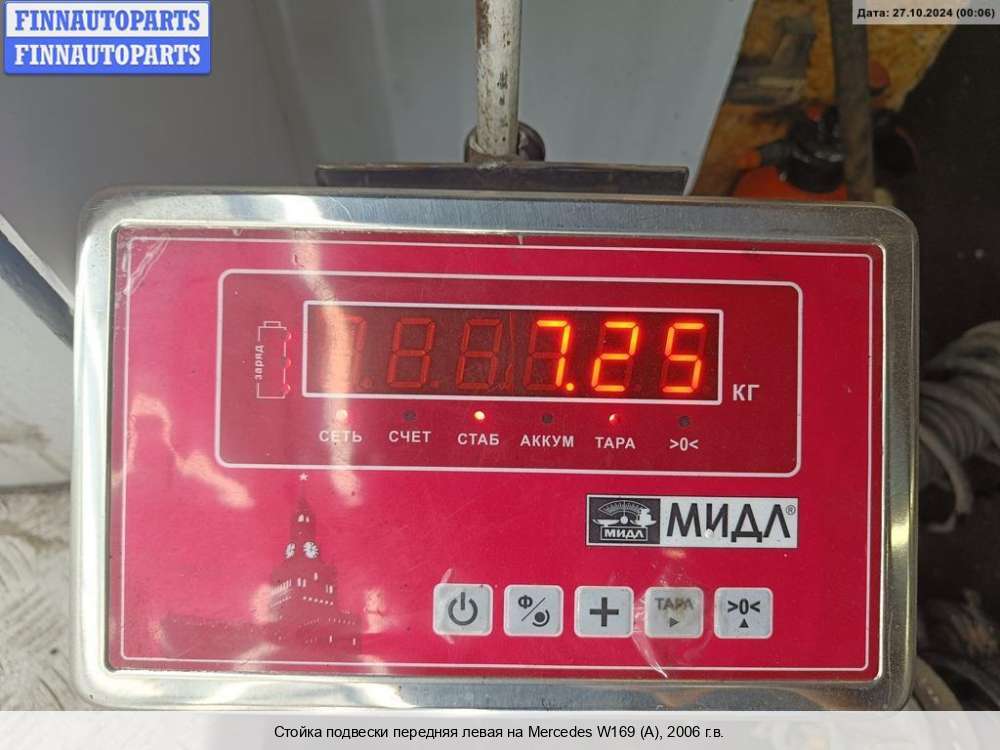 FINNAUTOPARTS
FINNAUTOPARTS
Дата: 27.10.2024 (00:06)
заряд
7.25
КГ
СЕТЬ СЧЕТ СТАБ АККУМ ТАРА >0<
МИДЛ
МИДЛ®
Ф
ТАРА
>0<
Стойка подвески передняя левая на Mercedes W169 (A), 2006 г.в.